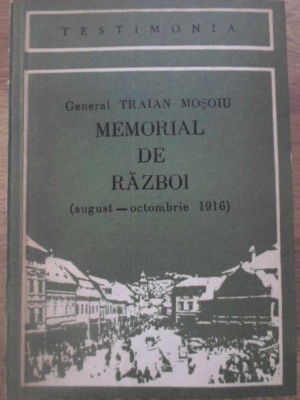 TESTIMONIA
General TRAIAN MOȘOIU
MEMORIAL
DE
RĂZBOI
(august — octombrie 1916)